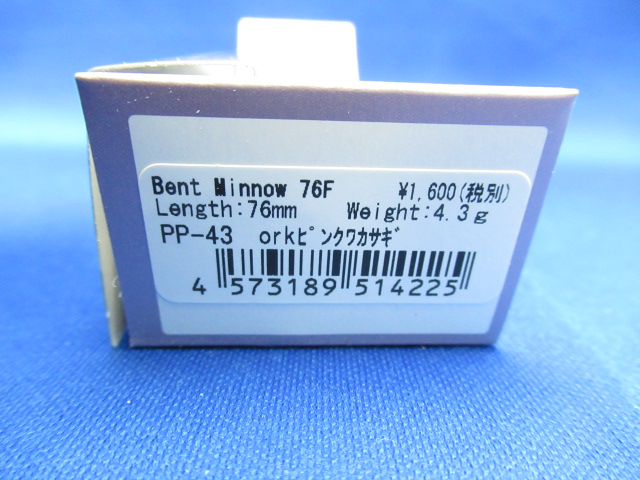 Bent Minnow 76F ¥1,600(税別)
Length:76mm Weight:4.3g
PP-43 orkﾋﾟﾝｸﾜｶｻｷﾞ
4 573189 514225